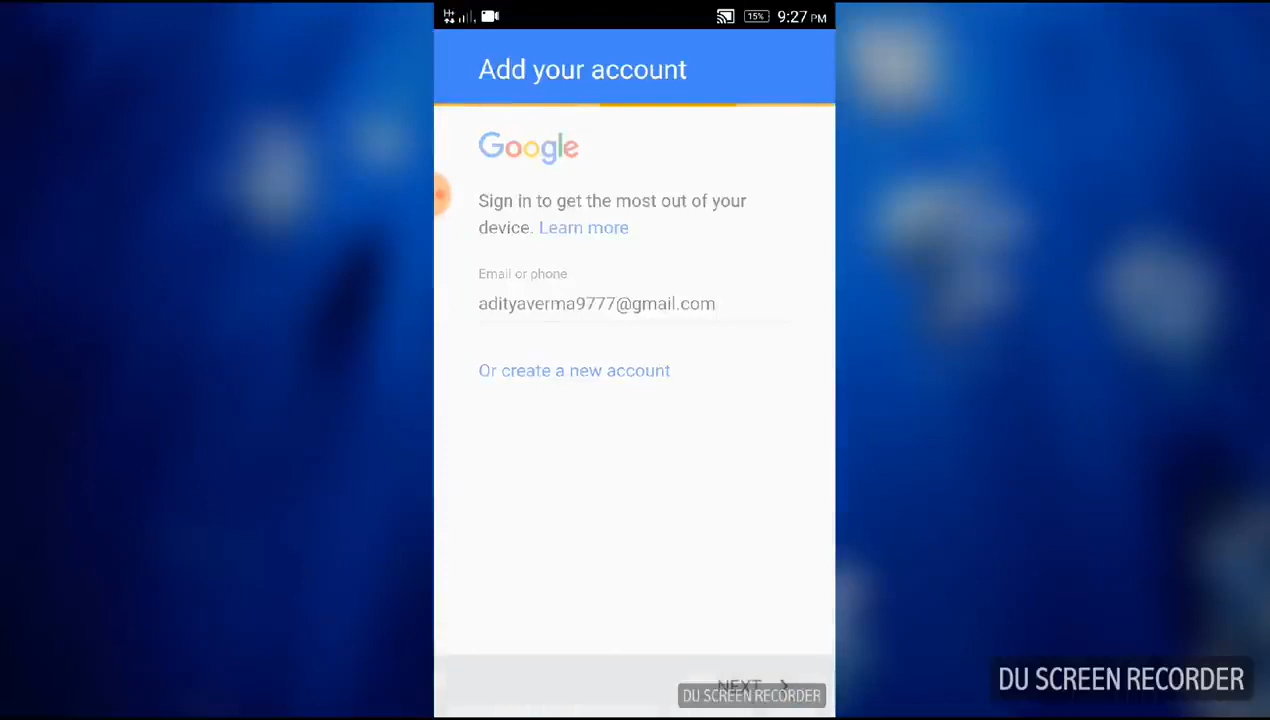 H+ 15% 9:27 PM
Add your account
Google
Sign in to get the most out of your
device. Learn more
Email or phone
adityaverma9777@gmail.com
Or create a new account
NEXT
DU SCREEN RECORDER
DU SCREEN RECORDER